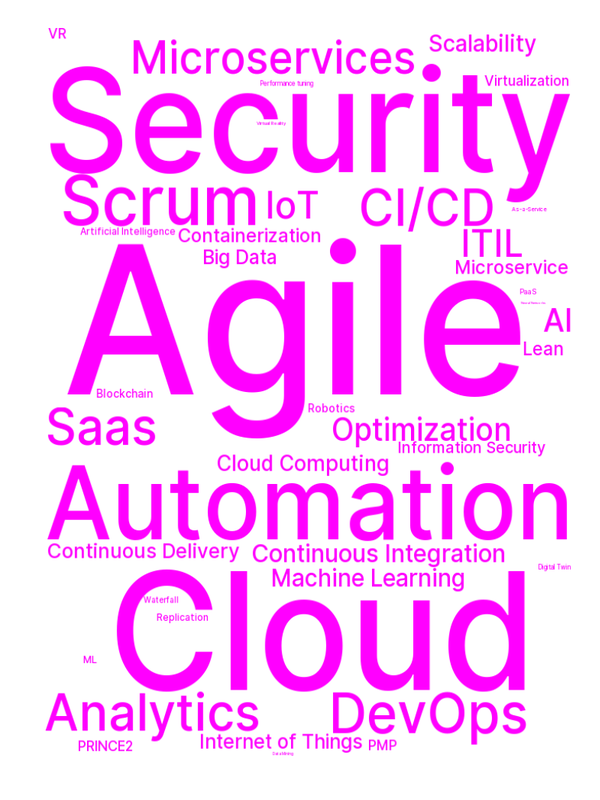 VR
Scalability
Microservices
Virtualization
Performance tuning
Security
Virtual Reality
Scrum
IoT
CI/CD
As-a-Service
Artificial Intelligence
Containerization
ITIL
Big Data
Microservice
Agile
PaaS
AI
Lean
Blockchain
Robotics
Saas
Optimization
Information Security
Cloud Computing
Automation
Continuous Delivery
Continuous Integration
Digital Twin
Machine Learning
Cloud
Waterfall
Replication
ML
Analytics
DevOps
Internet of Things
PMP
PRINCE2